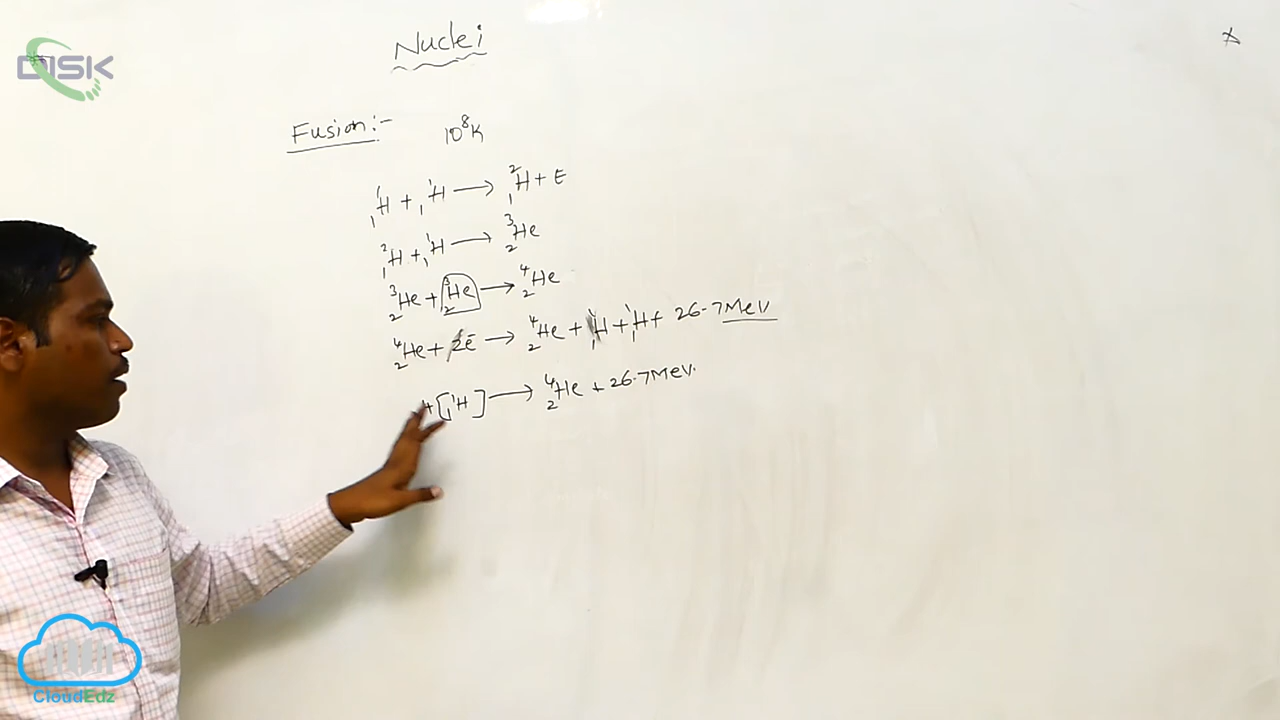 DISK
Nuclei
Fusion:- 10⁸K
¹₁H + ¹₁H → ²₁H + E
²₁H + ¹₁H → ³₂He
³₂He + ³₂He → ⁴₂He
⁴₂He + 2e⁻ → ⁴₂He + ¹₁H + ¹₁H + 26.7MeV
4[¹₁H] → ⁴₂He + 26.7MeV.
CloudEdz